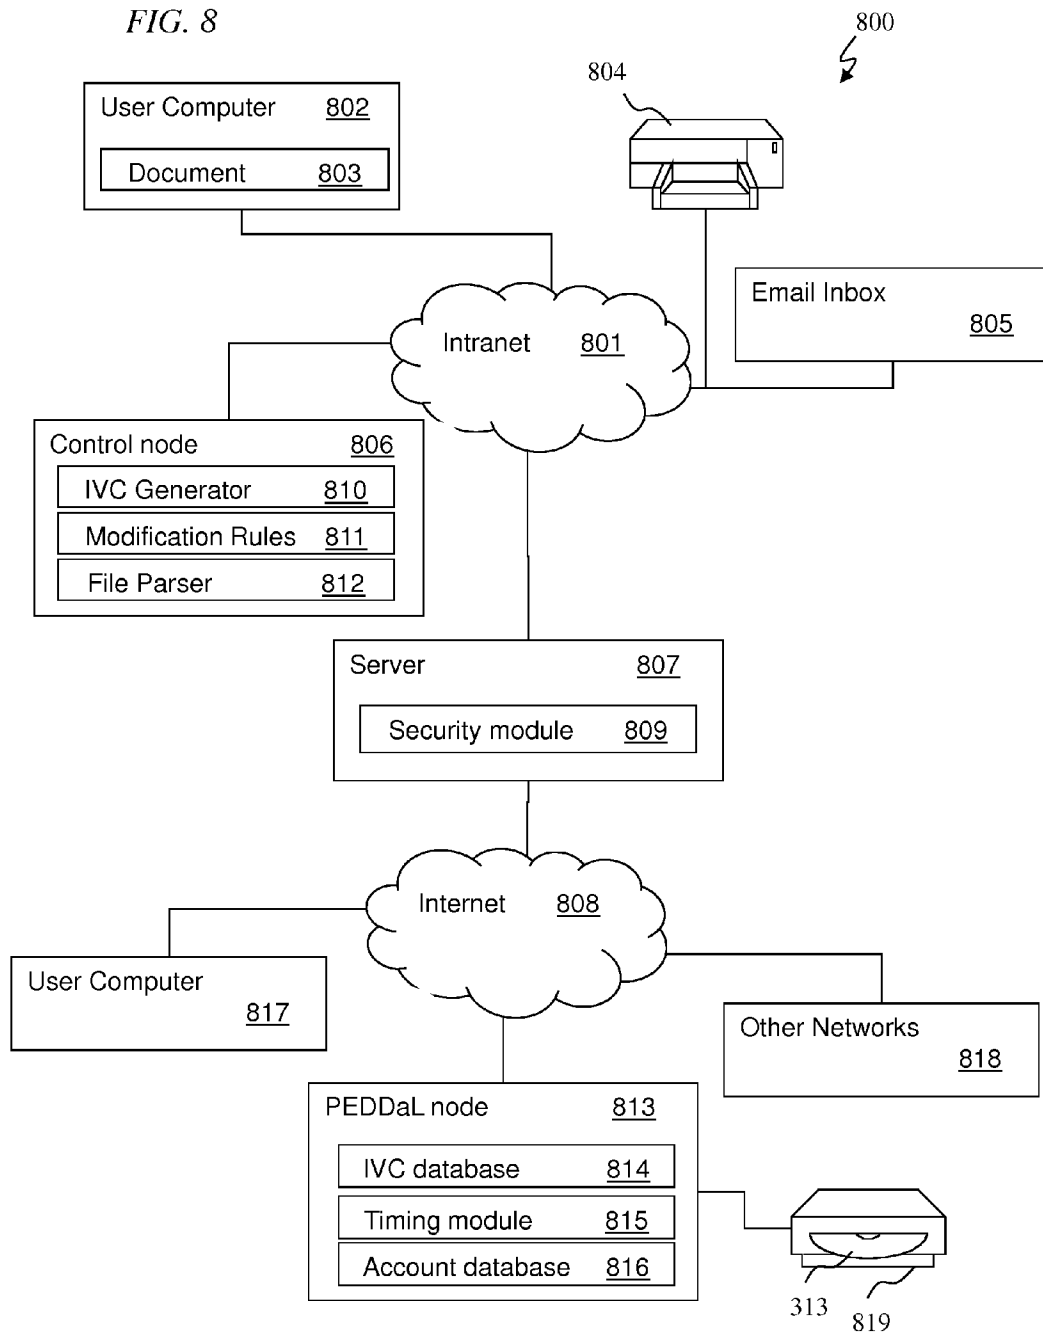 FIG. 8
800
804
User Computer 802
Document 803
Email Inbox
805
Intranet 801
Control node 806
IVC Generator 810
Modification Rules 811
File Parser 812
Server 807
Security module 809
Internet 808
User Computer
817
Other Networks
818
PEDDaL node 813
IVC database 814
Timing module 815
Account database 816
313
819